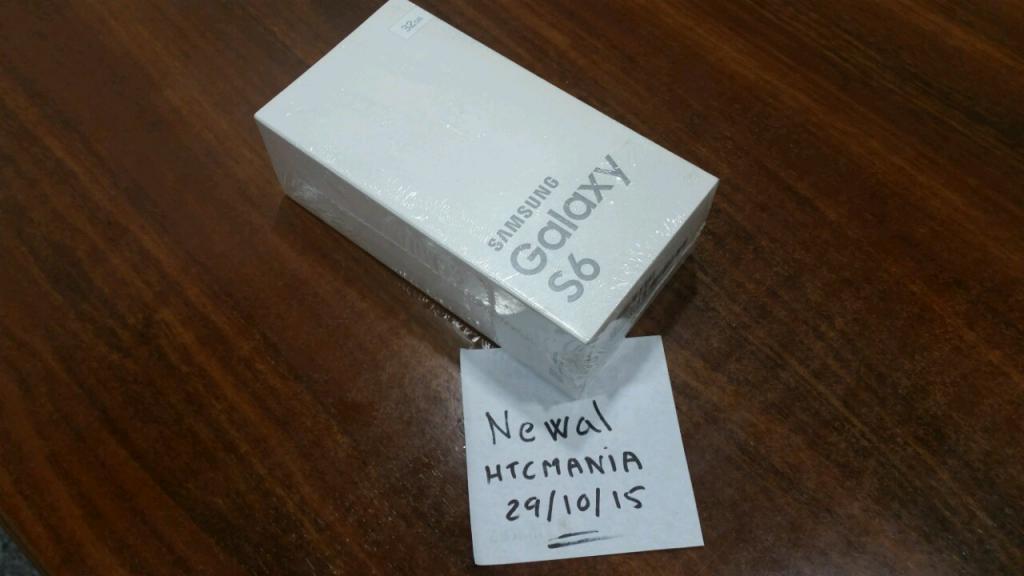 32GB
SAMSUNG
Galaxy
S6
Newal
HTCMANIA
29/10/15